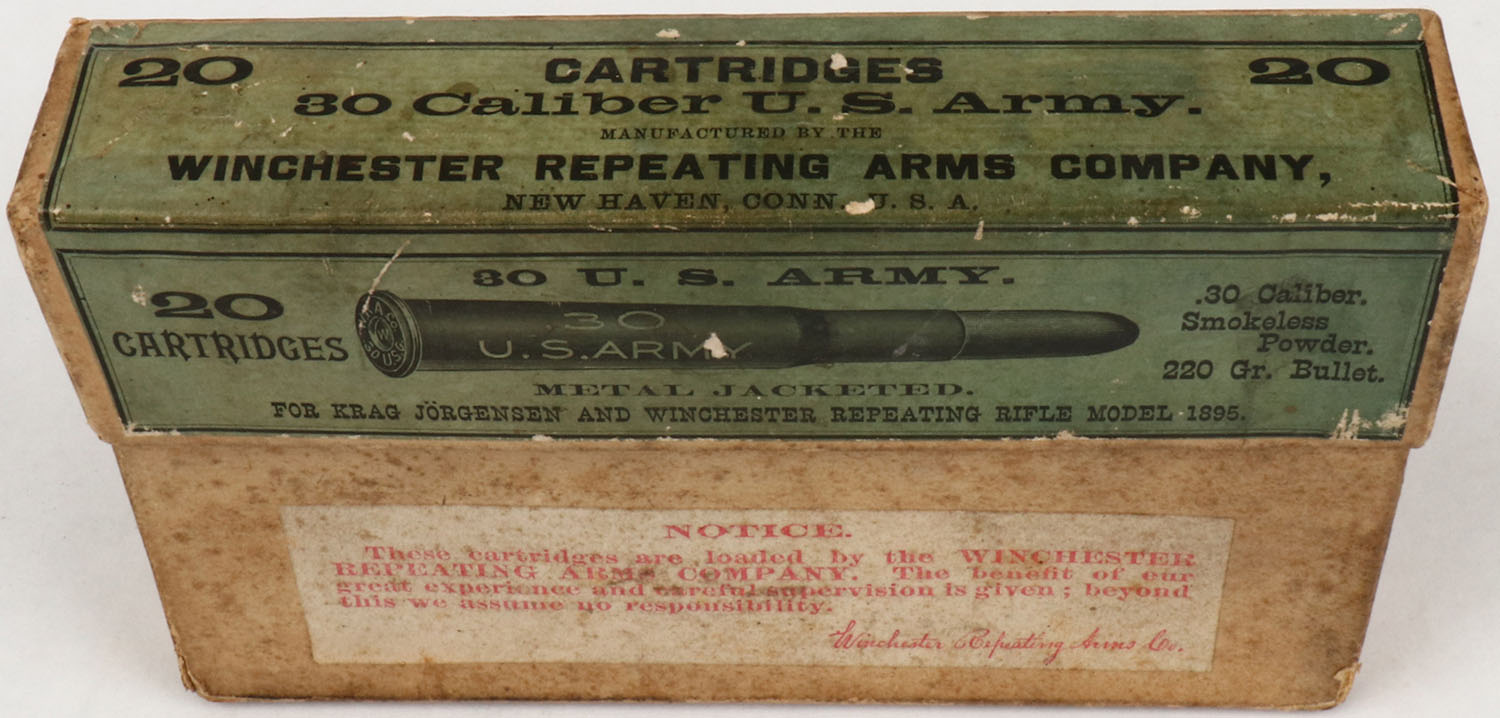 20 CARTRIDGES 20
30 Caliber U. S. Army.
MANUFACTURED BY THE
WINCHESTER REPEATING ARMS COMPANY,
NEW HAVEN, CONN. U. S. A.
30 U. S. ARMY.
20
CARTRIDGES
W.R.A.CO.
30 U.S.G.
30
U.S.ARMY
.30 Caliber.
Smokeless
Powder.
220 Gr. Bullet.
METAL JACKETED.
FOR KRAG JÖRGENSEN AND WINCHESTER REPEATING RIFLE MODEL 1895.
NOTICE.
These cartridges are loaded by the WINCHESTER
REPEATING ARMS COMPANY. The benefit of our
great experience and careful supervision is given; beyond
this we assume no responsibility.
Winchester Repeating Arms Co.